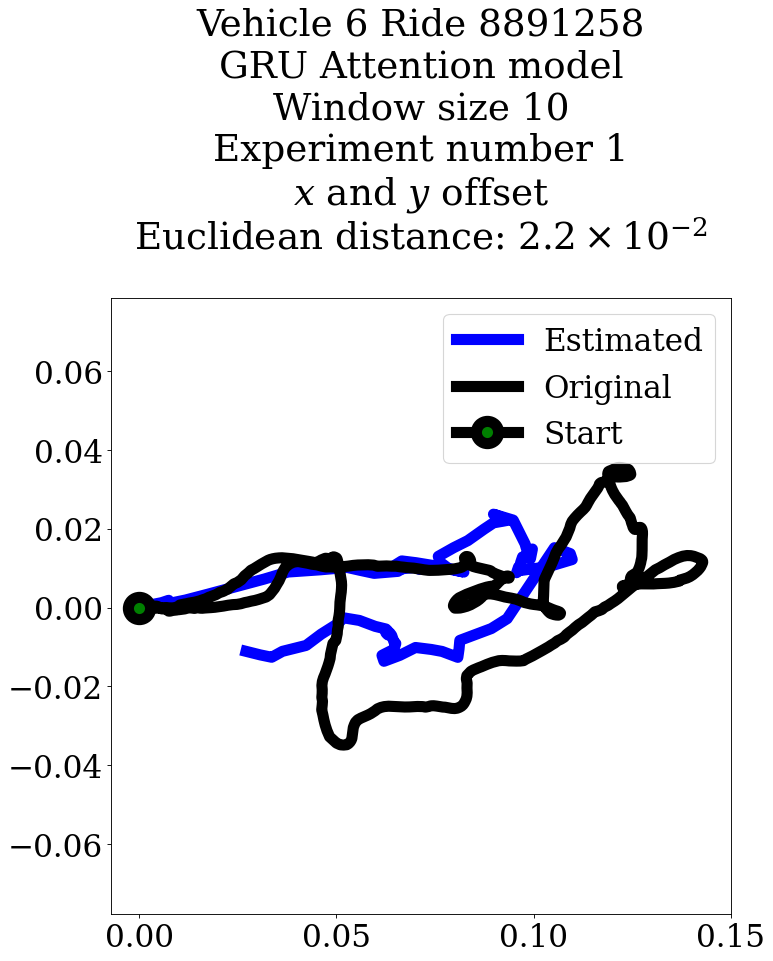 Vehicle 6 Ride 8891258
GRU Attention model
Window size 10
Experiment number 1
x and y offset
Euclidean distance: 2.2 × 10⁻²
Estimated
Original
Start
0.06
0.04
0.02
0.00
−0.02
−0.04
−0.06
0.00 0.05 0.10 0.15